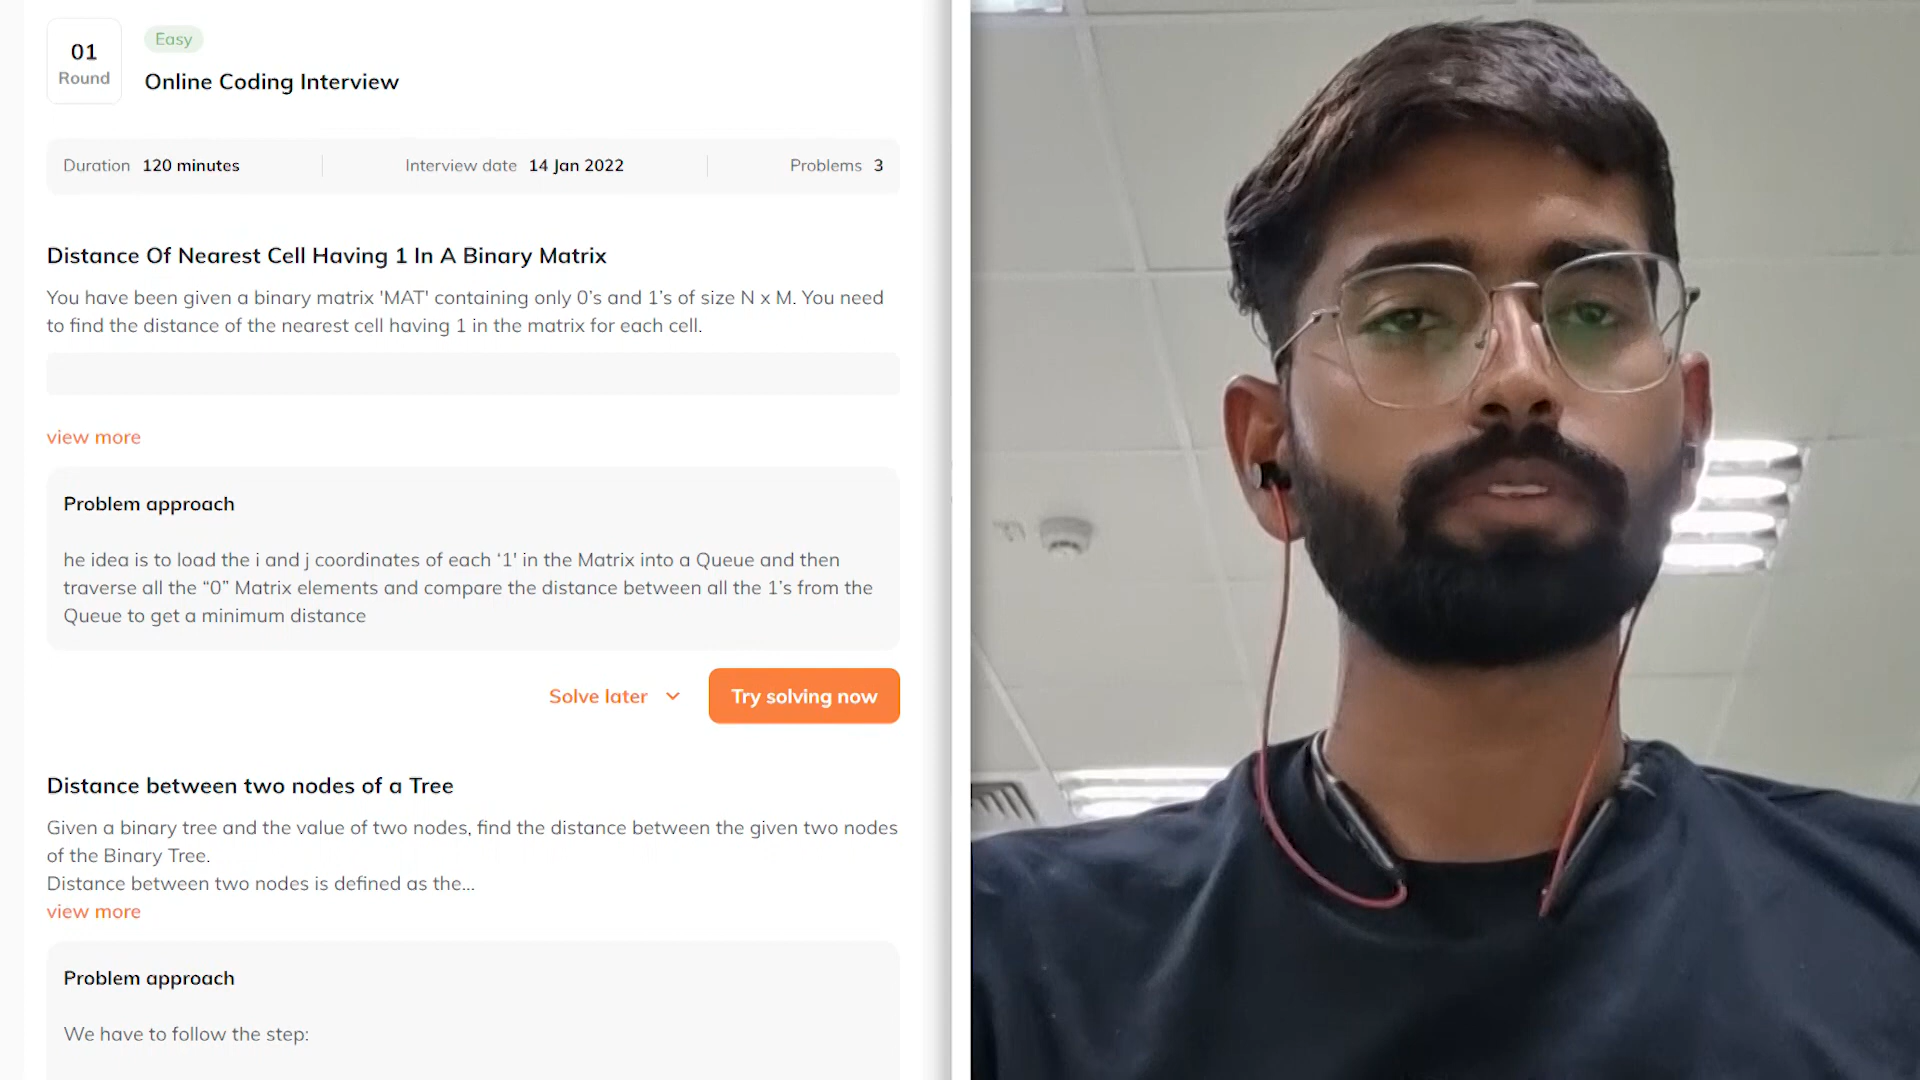 01
Round
Easy
Online Coding Interview
Duration 120 minutes
Interview date 14 Jan 2022
Problems 3
Distance Of Nearest Cell Having 1 In A Binary Matrix
You have been given a binary matrix 'MAT' containing only 0’s and 1’s of size N x M. You need
to find the distance of the nearest cell having 1 in the matrix for each cell.
view more
Problem approach
he idea is to load the i and j coordinates of each ‘1' in the Matrix into a Queue and then
traverse all the “0” Matrix elements and compare the distance between all the 1’s from the
Queue to get a minimum distance
Solve later
Try solving now
Distance between two nodes of a Tree
Given a binary tree and the value of two nodes, find the distance between the given two nodes
of the Binary Tree.
Distance between two nodes is defined as the...
view more
Problem approach
We have to follow the step: